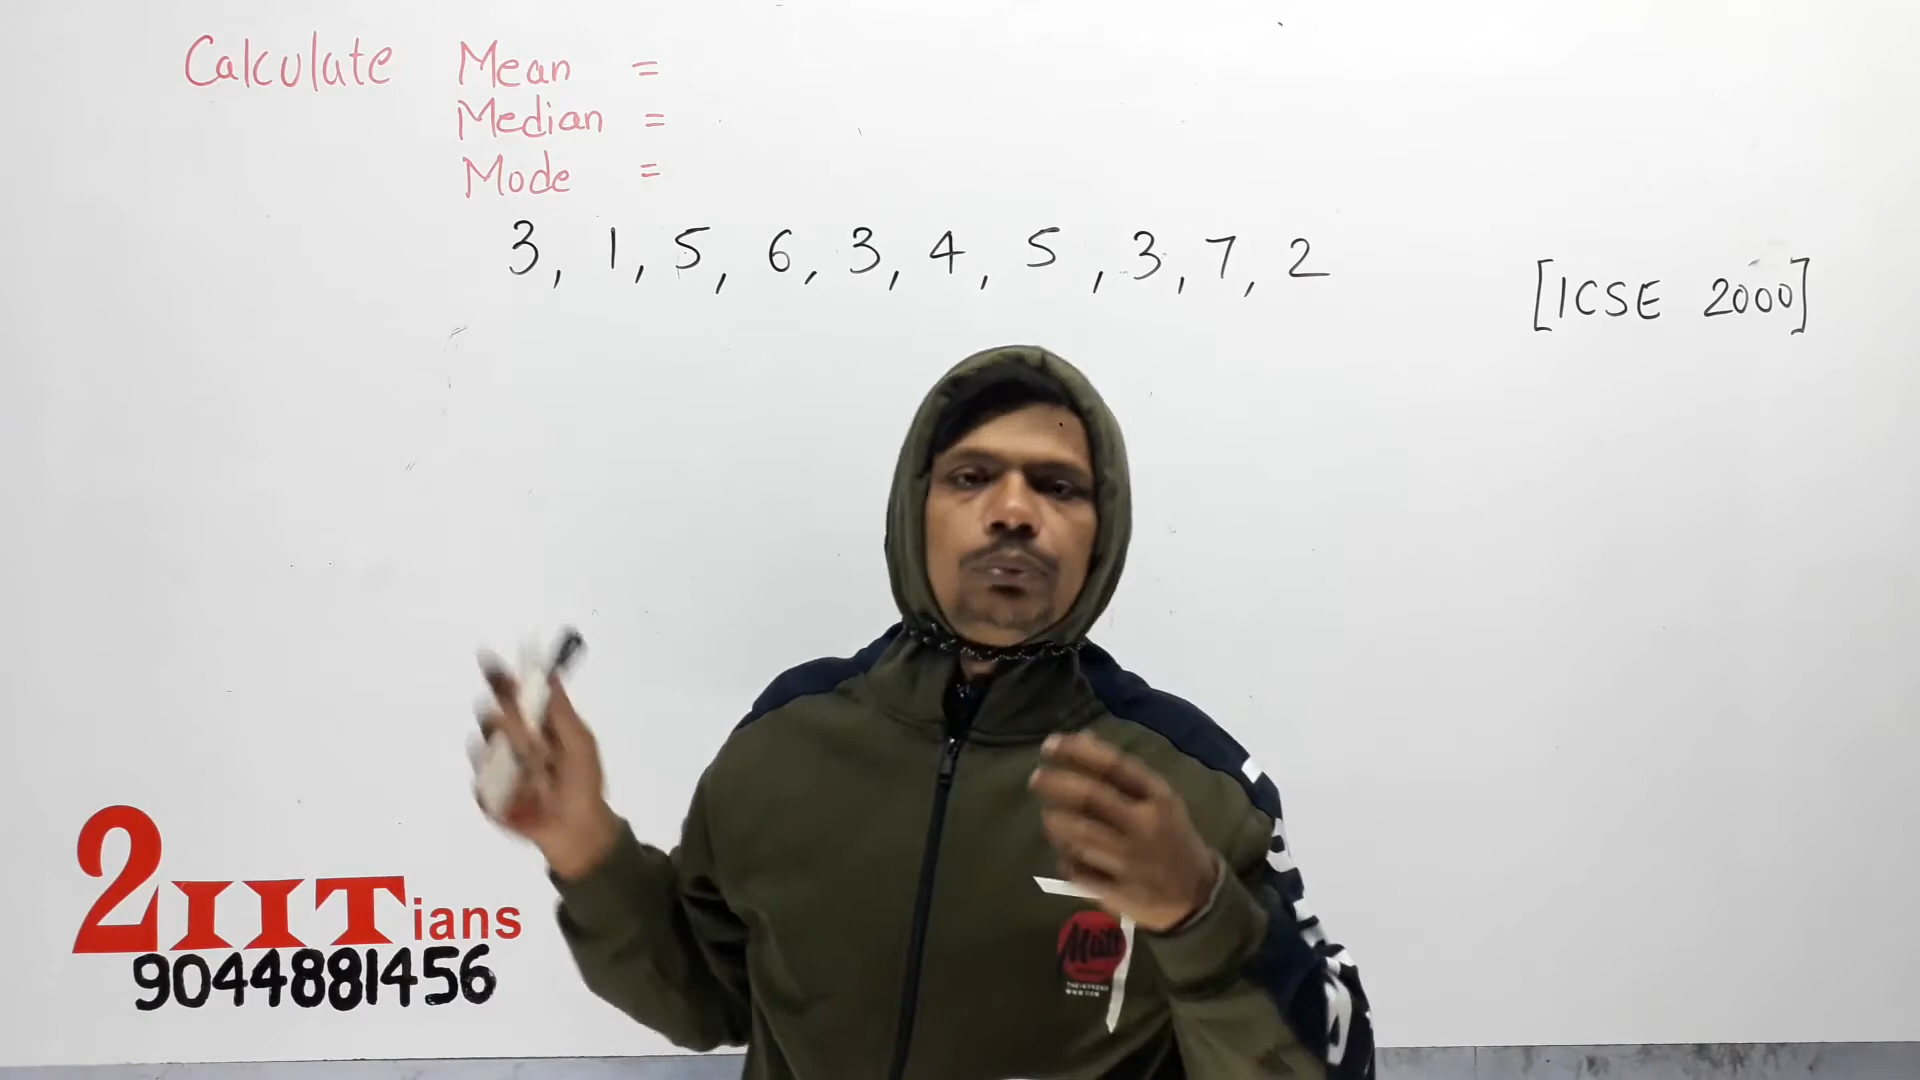 Calculate Mean =
Median =
Mode =
3, 1, 5, 6, 3, 4, 5, 3, 7, 2
[ICSE 2000]
2IITians
9044881456